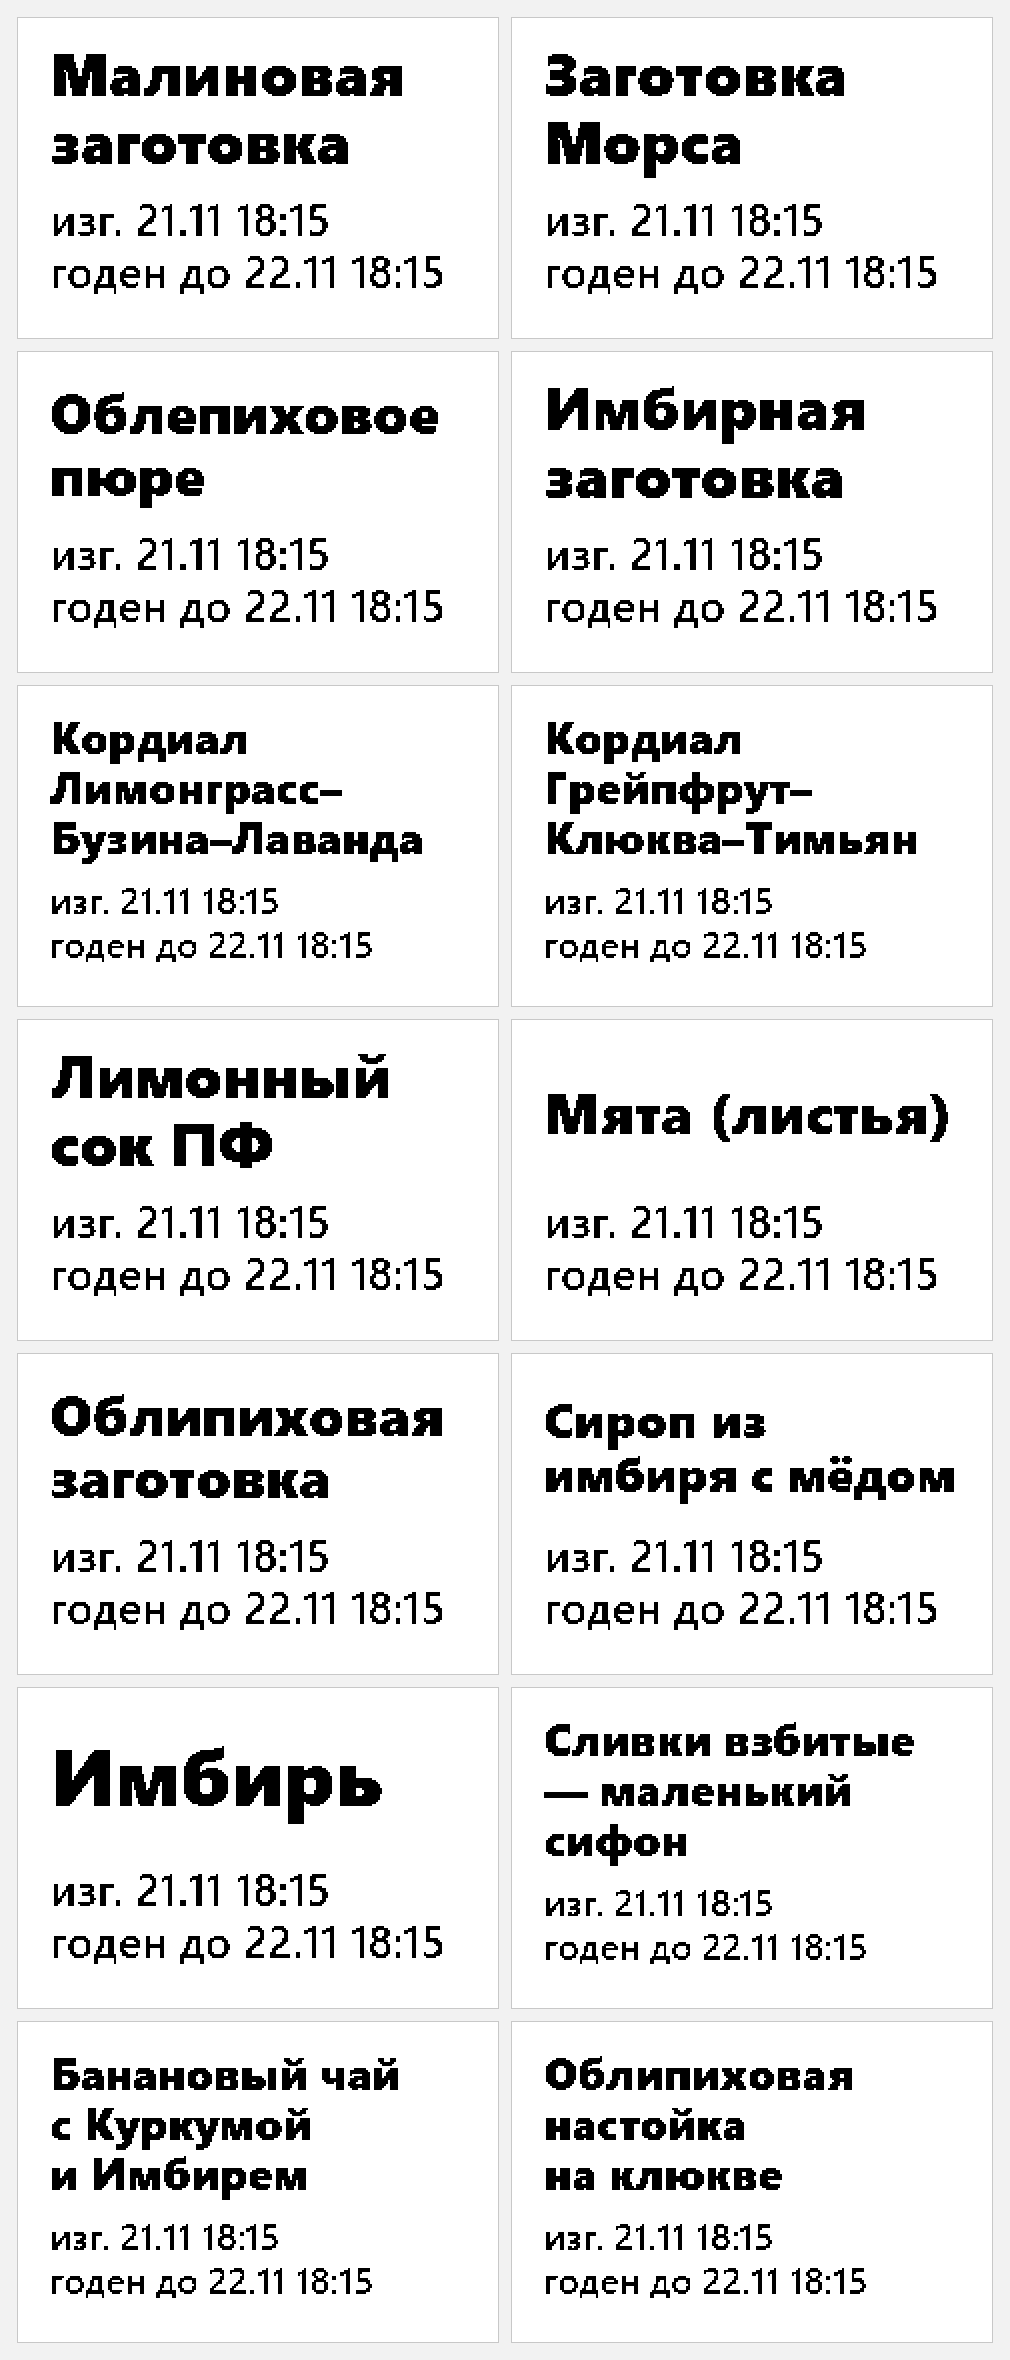 Малиновая
заготовка
изг. 21.11 18:15
годен до 22.11 18:15
Заготовка
Морса
изг. 21.11 18:15
годен до 22.11 18:15
Облепиховое
пюре
изг. 21.11 18:15
годен до 22.11 18:15
Имбирная
заготовка
изг. 21.11 18:15
годен до 22.11 18:15
Кордиал
Лимонграсс–
Бузина–Лаванда
изг. 21.11 18:15
годен до 22.11 18:15
Кордиал
Грейпфрут–
Клюква–Тимьян
изг. 21.11 18:15
годен до 22.11 18:15
Лимонный
сок ПФ
изг. 21.11 18:15
годен до 22.11 18:15
Мята (листья)
изг. 21.11 18:15
годен до 22.11 18:15
Облипиховая
заготовка
изг. 21.11 18:15
годен до 22.11 18:15
Сироп из
имбиря с мёдом
изг. 21.11 18:15
годен до 22.11 18:15
Имбирь
изг. 21.11 18:15
годен до 22.11 18:15
Сливки взбитые
— маленький
сифон
изг. 21.11 18:15
годен до 22.11 18:15
Банановый чай
с Куркумой
и Имбирем
изг. 21.11 18:15
годен до 22.11 18:15
Облипиховая
настойка
на клюкве
изг. 21.11 18:15
годен до 22.11 18:15